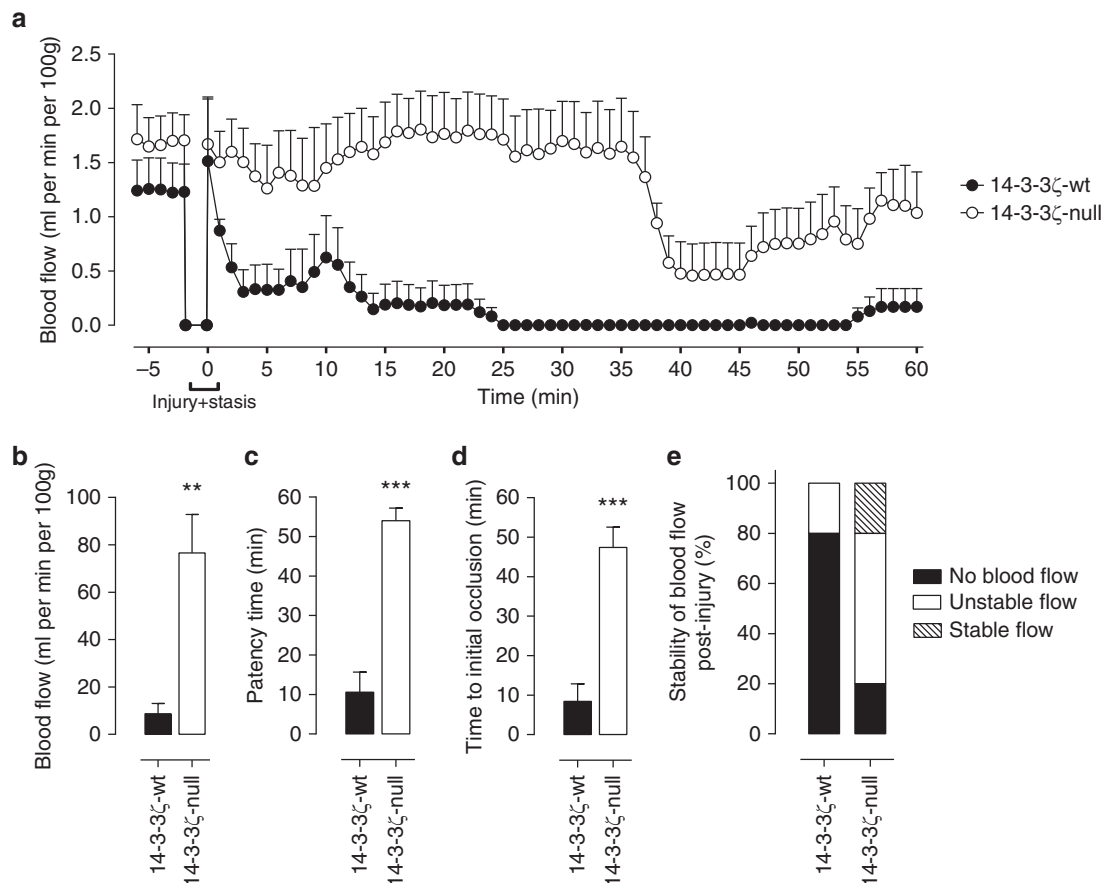 a
Blood flow (ml per min per 100g)
2.5
2.0
1.5
1.0
0.5
0.0
–5 0 5 10 15 20 25 30 35 40 45 50 55 60
Injury+stasis
Time (min)
14-3-3ζ-wt
14-3-3ζ-null
b
Blood flow (ml per min per 100g)
100
80
60
40
20
0
**
14-3-3ζ-wt
14-3-3ζ-null
c
Patency time (min)
60
50
40
30
20
10
0
***
14-3-3ζ-wt
14-3-3ζ-null
d
Time to initial occlusion (min)
60
50
40
30
20
10
0
***
14-3-3ζ-wt
14-3-3ζ-null
e
Stability of blood flow
post-injury (%)
100
80
60
40
20
0
14-3-3ζ-wt
14-3-3ζ-null
No blood flow
Unstable flow
Stable flow